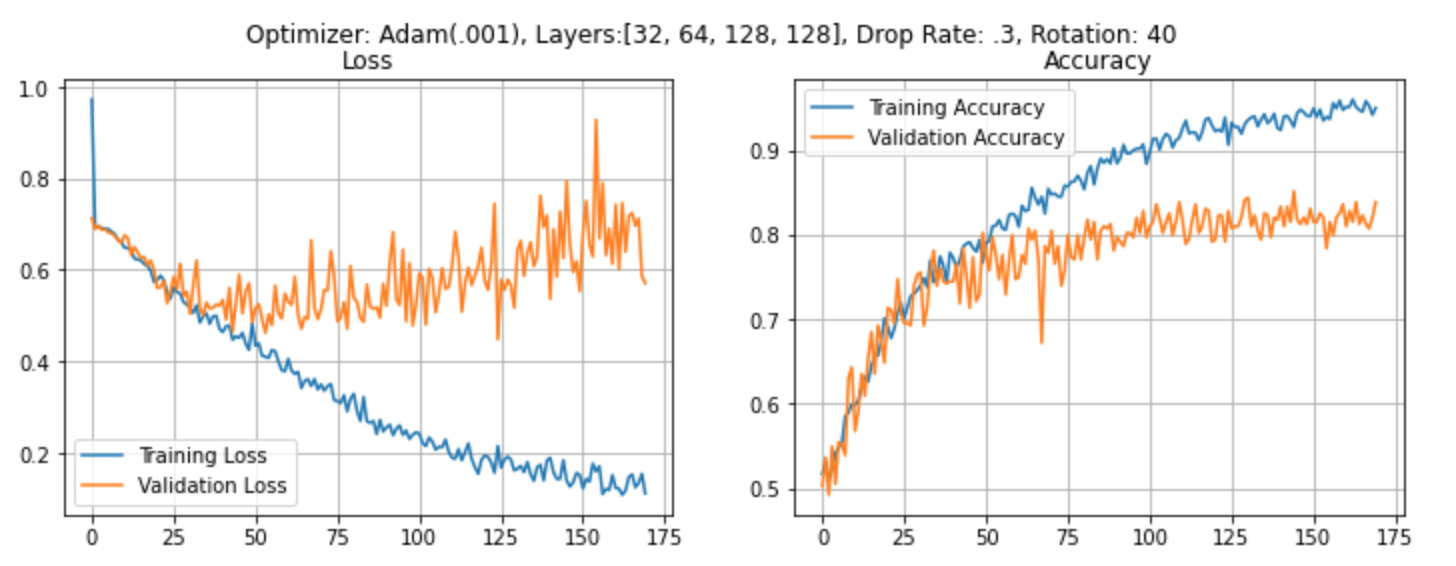 Optimizer: Adam(.001), Layers:[32, 64, 128, 128], Drop Rate: .3, Rotation: 40
Loss
1.0
0.8
0.6
0.4
0.2
Training Loss
Validation Loss
0 25 50 75 100 125 150 175
Accuracy
Training Accuracy
Validation Accuracy
0.9
0.8
0.7
0.6
0.5
0 25 50 75 100 125 150 175